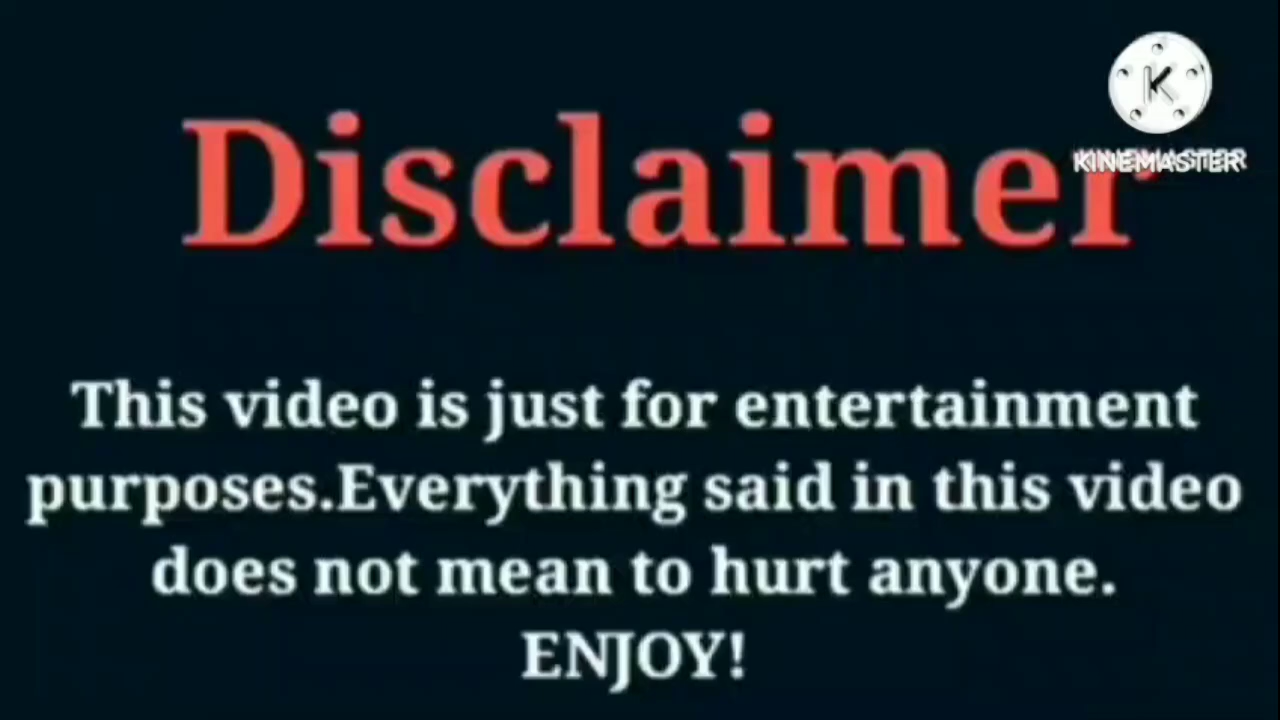 K
KINEMASTER
Disclaimer
This video is just for entertainment
purposes.Everything said in this video
does not mean to hurt anyone.
ENJOY!